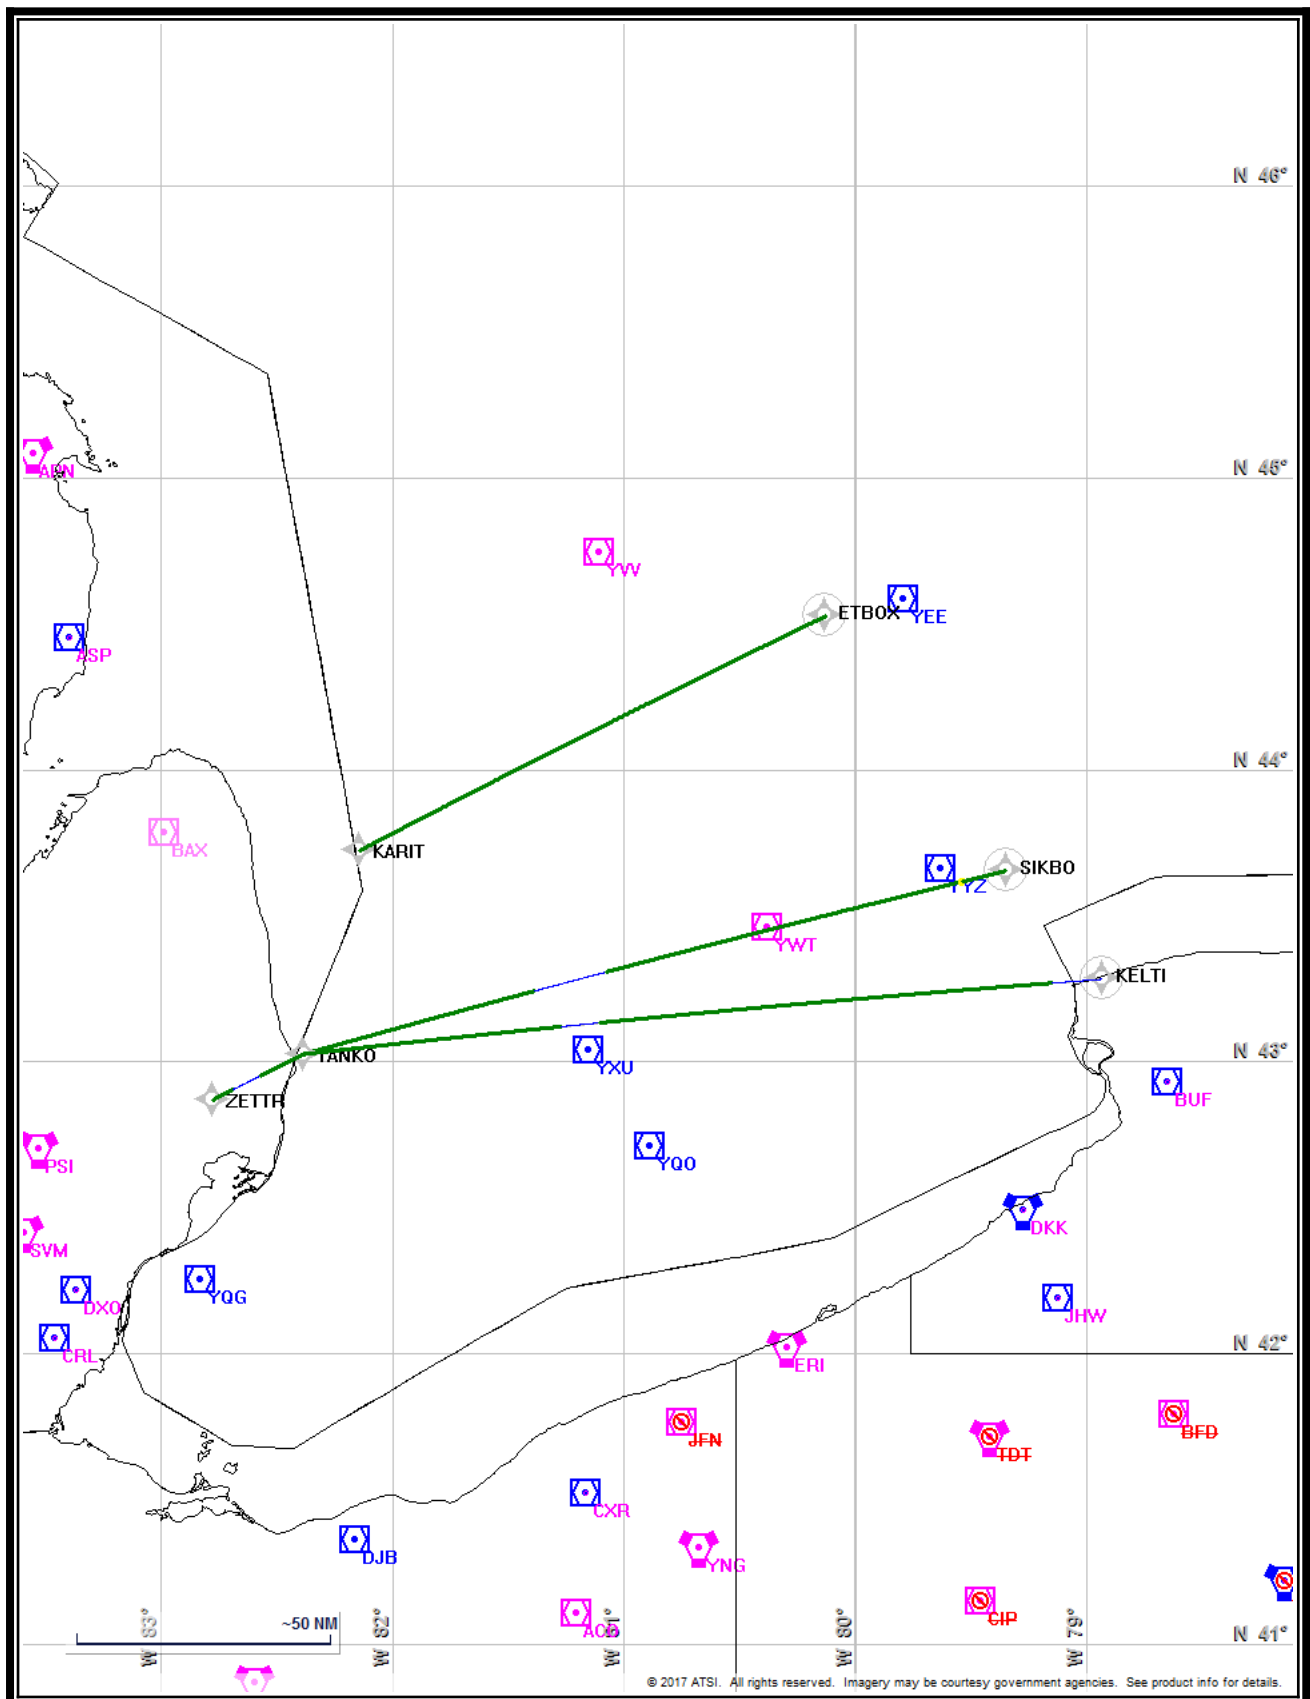 N 46°
APN
N 45°
YVV
ETBOX
YEE
ASP
N 44°
BAX
KARIT
SIKBO
YYZ
YWT
KELTI
TANKO
N 43°
YXU
ZETTR
BUF
PSI
YQO
DKK
SVM
YQG
DXO
JHW
CRL
N 42°
ERI
JFN
BFD
TDT
CXR
DJB
YNG
CIP
~50 NM
ACO
W 83°
W 82°
W 81°
W 80°
W 79°
N 41°
© 2017 ATSI. All rights reserved. Imagery may be courtesy government agencies. See product info for details.